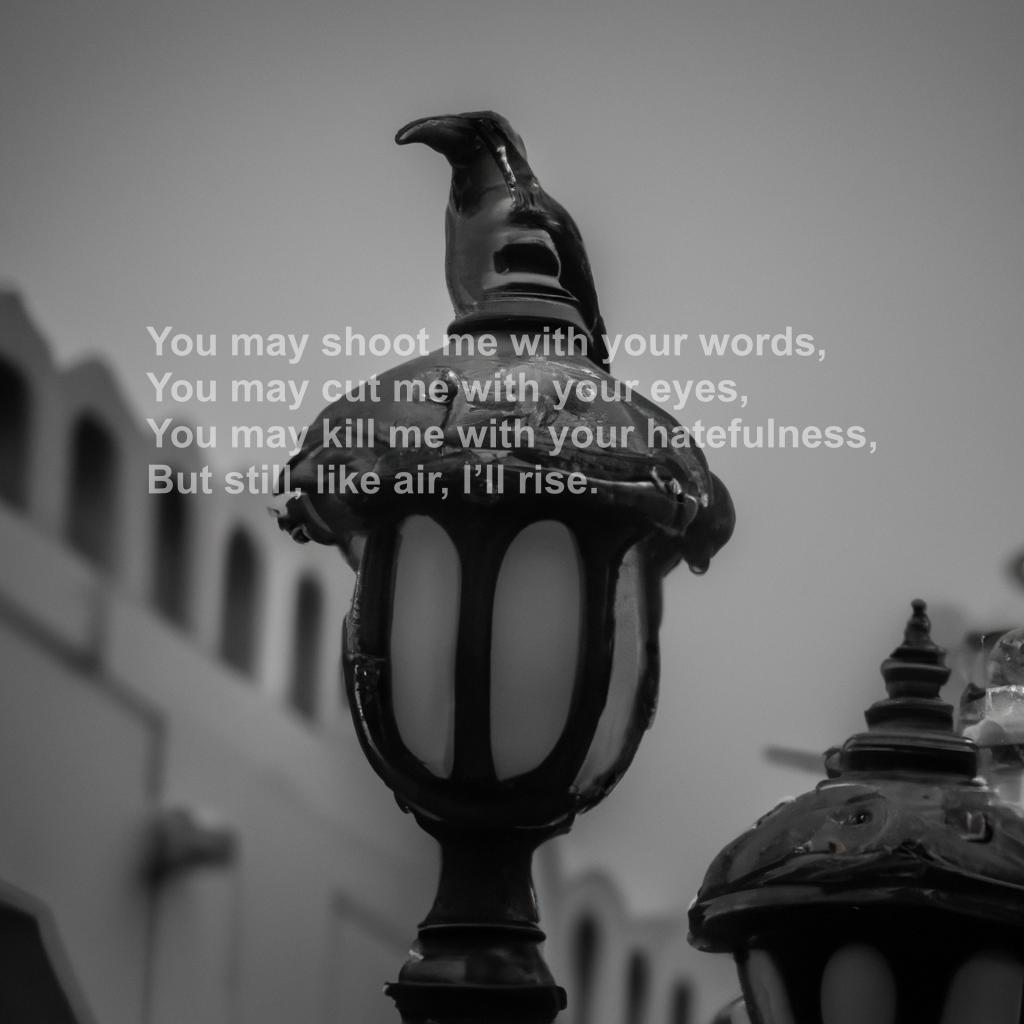 You may shoot me with your words,
You may cut me with your eyes,
You may kill me with your hatefulness,
But still, like air, I’ll rise.